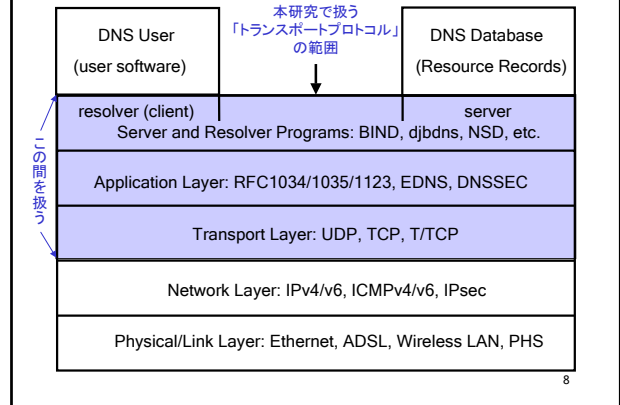 本研究で扱う
「トランスポートプロトコル」
の範囲
DNS User
(user software)
DNS Database
(Resource Records)
resolver (client)
server
Server and Resolver Programs: BIND, djbdns, NSD, etc.
この間を扱う
Application Layer: RFC1034/1035/1123, EDNS, DNSSEC
Transport Layer: UDP, TCP, T/TCP
Network Layer: IPv4/v6, ICMPv4/v6, IPsec
Physical/Link Layer: Ethernet, ADSL, Wireless LAN, PHS
8